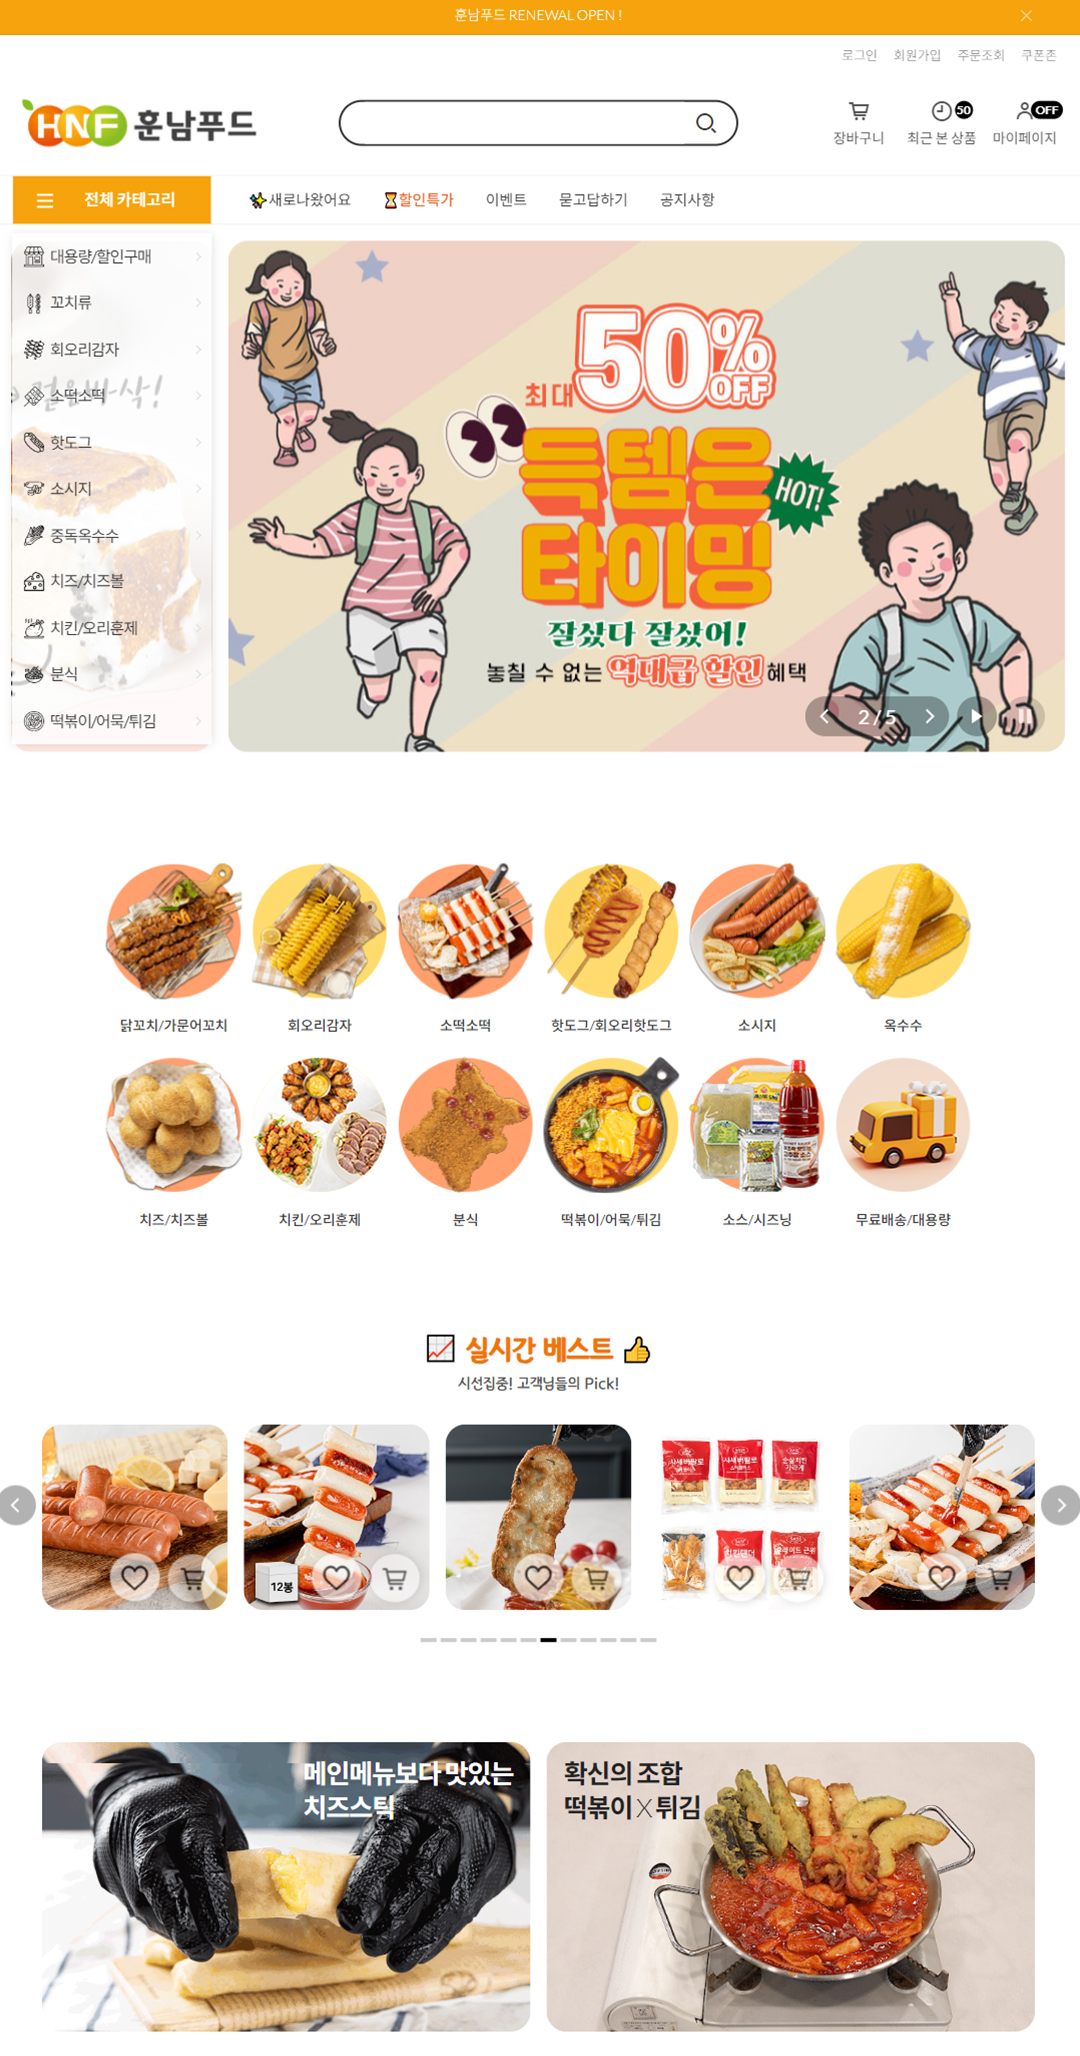 훈남푸드 RENEWAL OPEN !
로그인 회원가입 주문조회 쿠폰존
HNF 훈남푸드
50 OFF
장바구니 최근 본 상품 마이페이지
전체 카테고리 새로나왔어요 할인특가 이벤트 묻고답하기 공지사항
대용량/할인구매
꼬치류
회오리감자
소떡소떡
핫도그
소시지
중독옥수수
치즈/치즈볼
치킨/오리훈제
분식
떡볶이/어묵/튀김
최대 50% OFF
득템은
HOT!
타이밍
잘샀다 잘샀어!
놓칠 수 없는 역대급 할인 혜택
2 / 5
닭꼬치/가문어꼬치 회오리감자 소떡소떡 핫도그/회오리핫도그 소시지 옥수수
치즈/치즈볼 치킨/오리훈제 분식 떡볶이/어묵/튀김 소스/시즈닝 무료배송/대용량
실시간 베스트
시선집중! 고객님들의 Pick!
12봉
메인메뉴보다 맛있는
치즈스틱
확신의 조합
떡볶이 X 튀김